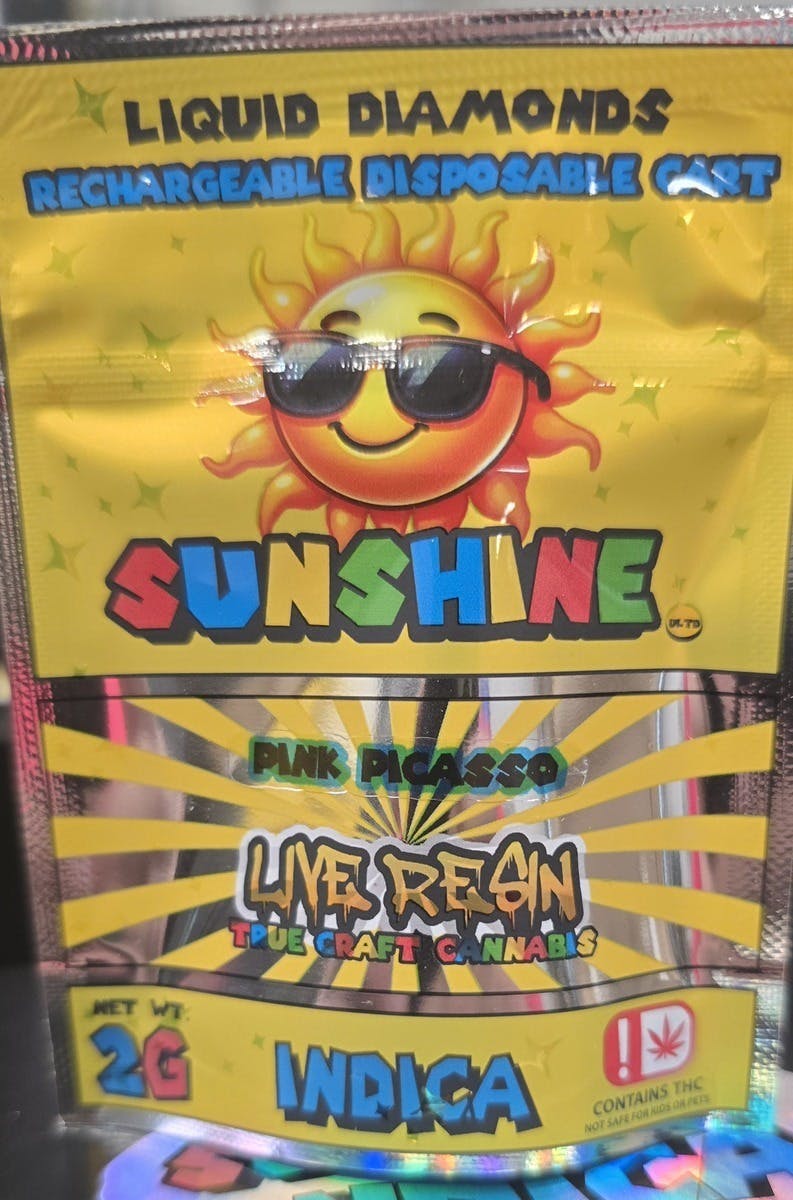 LIQUID DIAMONDS
RECHARGEABLE DISPOSABLE CART
SUNSHINE
PINK PICASSO
LIVE RESIN
TRUE CRAFT CANNABIS
NET WT.
2G
INDICA
!
CONTAINS THC
NOT SAFE FOR KIDS OR PETS